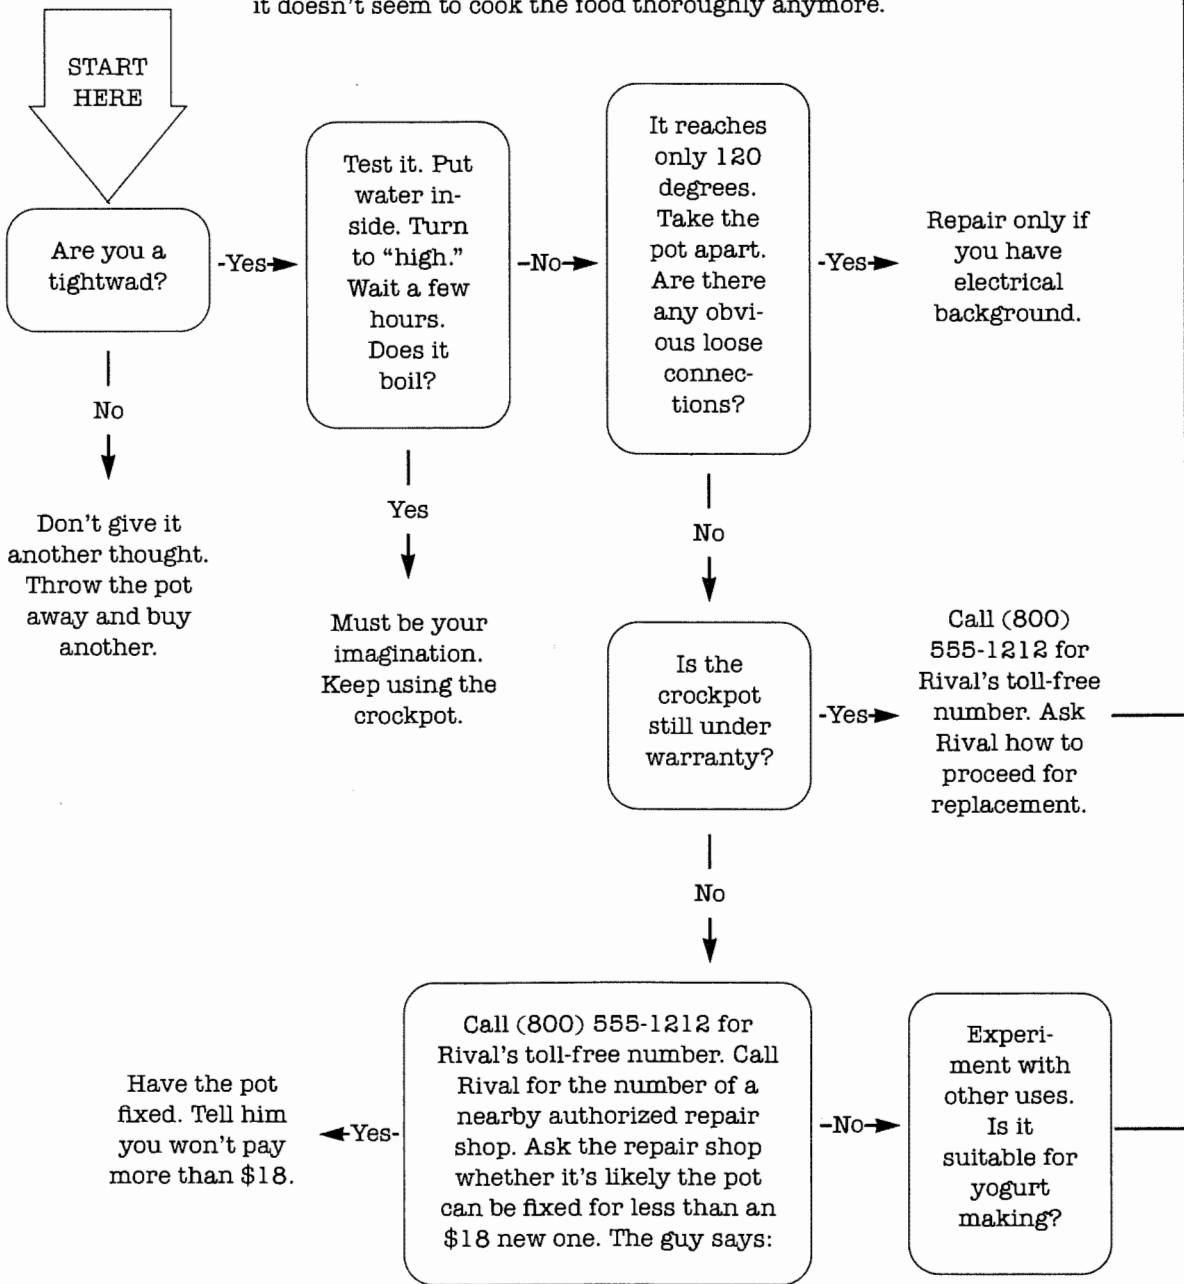 it doesn't seem to cook the food thoroughly anymore.
START
HERE
Are you a
tightwad?
-Yes-
Test it. Put
water in-
side. Turn
to “high.”
Wait a few
hours.
Does it
boil?
-No-
It reaches
only 120
degrees.
Take the
pot apart.
Are there
any obvi-
ous loose
connec-
tions?
-Yes-
Repair only if
you have
electrical
background.
No
Don't give it
another thought.
Throw the pot
away and buy
another.
Yes
Must be your
imagination.
Keep using the
crockpot.
No
Is the
crockpot
still under
warranty?
-Yes-
Call (800)
555-1212 for
Rival's toll-free
number. Ask
Rival how to
proceed for
replacement.
No
Call (800) 555-1212 for
Rival's toll-free number. Call
Rival for the number of a
nearby authorized repair
shop. Ask the repair shop
whether it's likely the pot
can be fixed for less than an
$18 new one. The guy says:
-Yes-
Have the pot
fixed. Tell him
you won't pay
more than $18.
-No-
Experi-
ment with
other uses.
Is it
suitable for
yogurt
making?